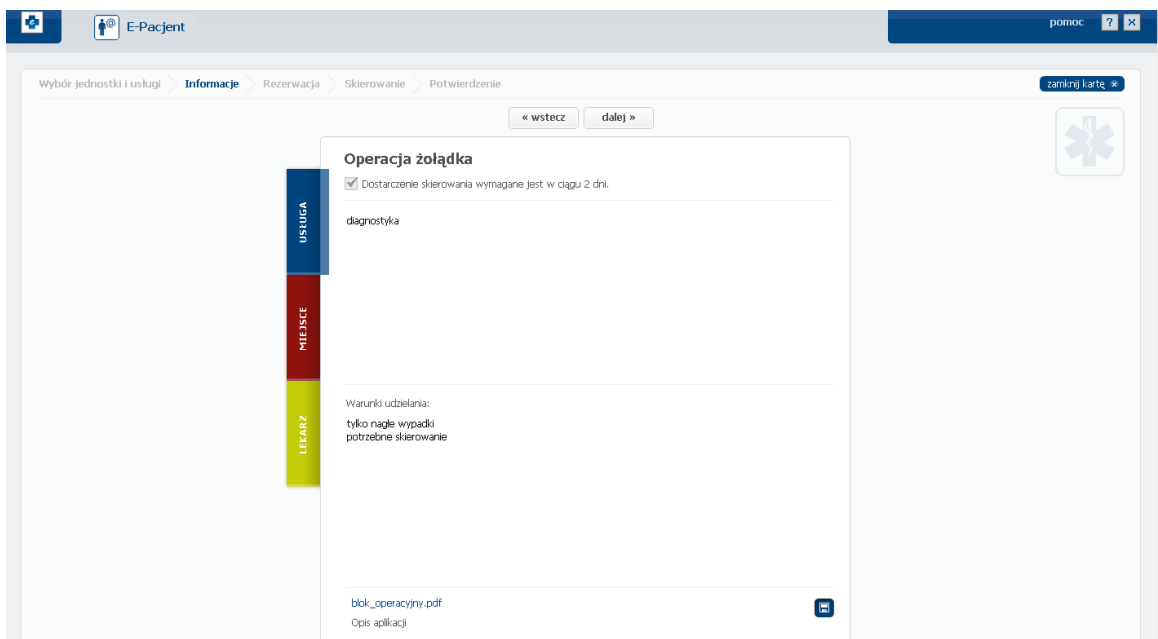 E-Pacjent
pomoc ?
Wybór jednostki i usługi Informacje Rezerwacja Skierowanie Potwierdzenie
zamknij kartę
« wstecz dalej »
Operacja żołądka
Dostarczenie skierowania wymagane jest w ciągu 2 dni.
USŁUGA
diagnostyka
MIEJSCE
LEKARZ
Warunki udzielania:
tylko nagłe wypadki
potrzebne skierowanie
blok_operacyjny.pdf
Opis aplikacji